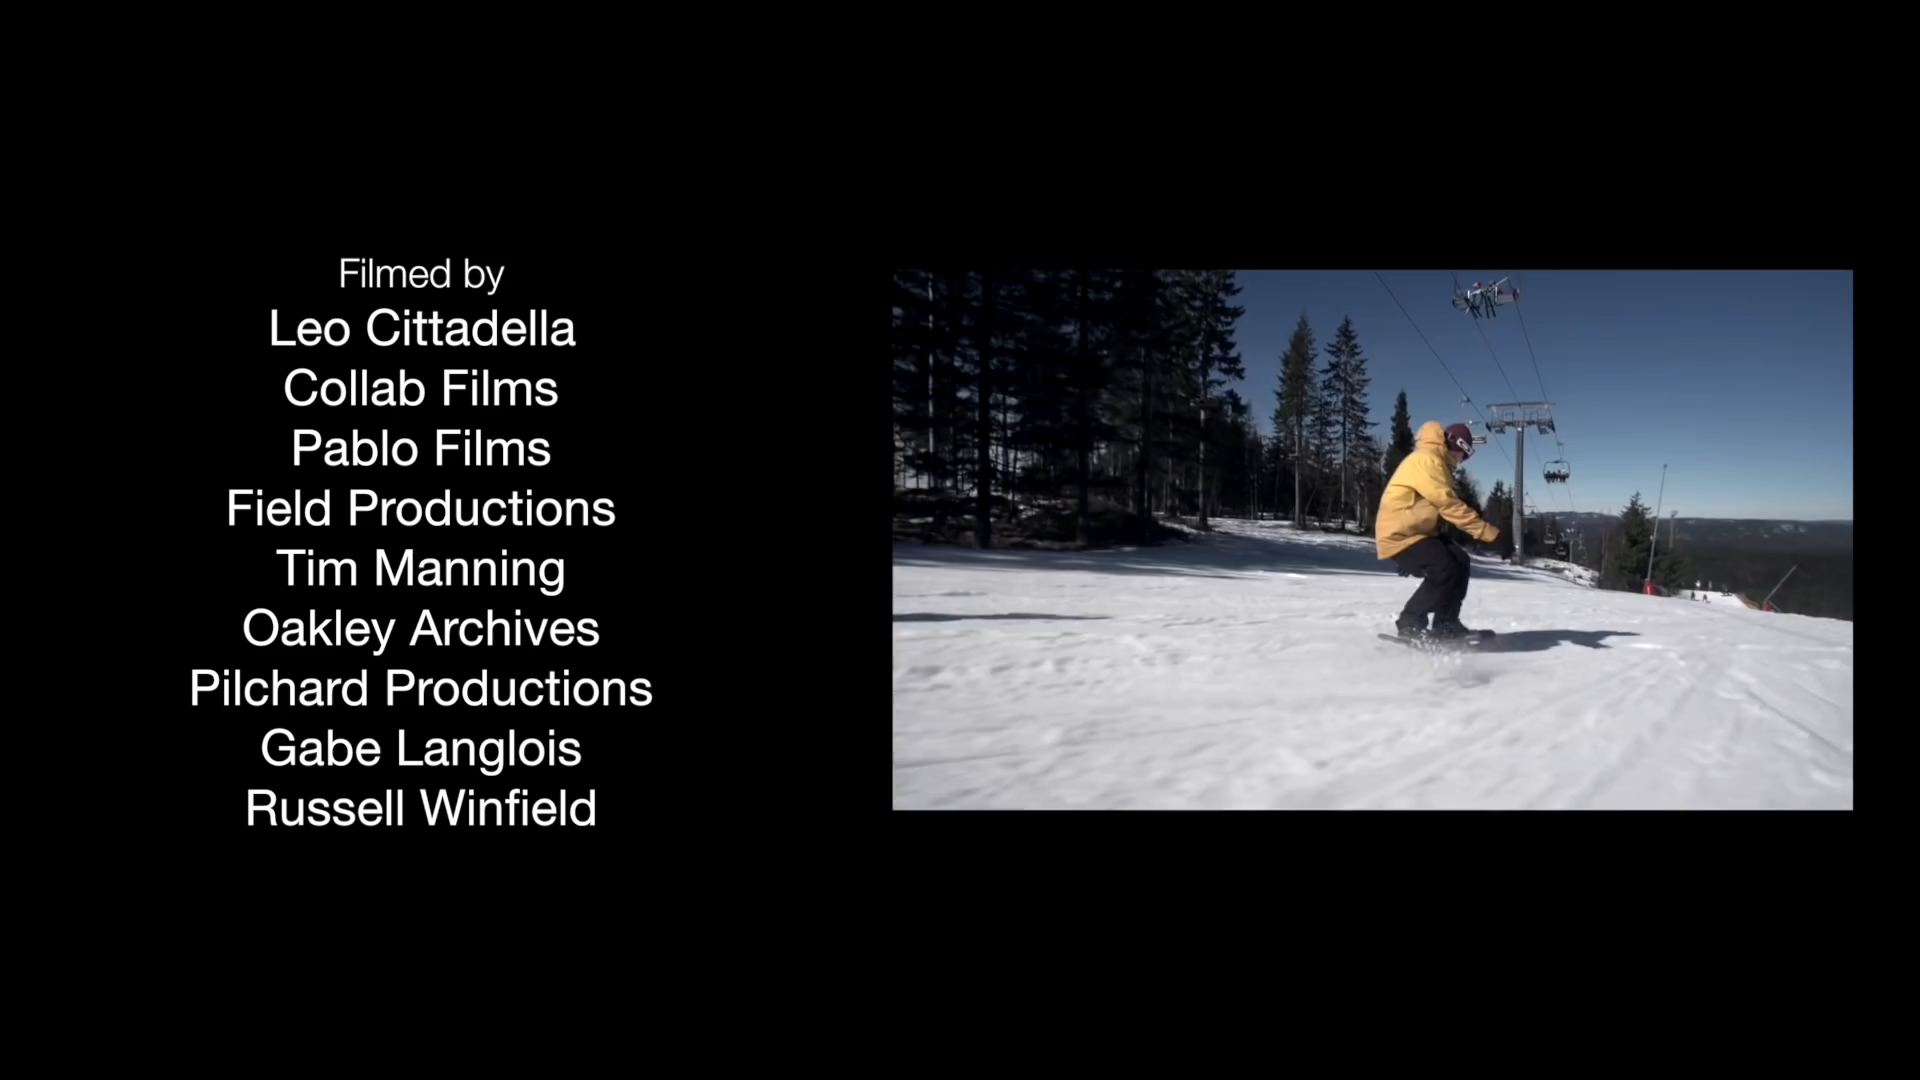 Filmed by
Leo Cittadella
Collab Films
Pablo Films
Field Productions
Tim Manning
Oakley Archives
Pilchard Productions
Gabe Langlois
Russell Winfield